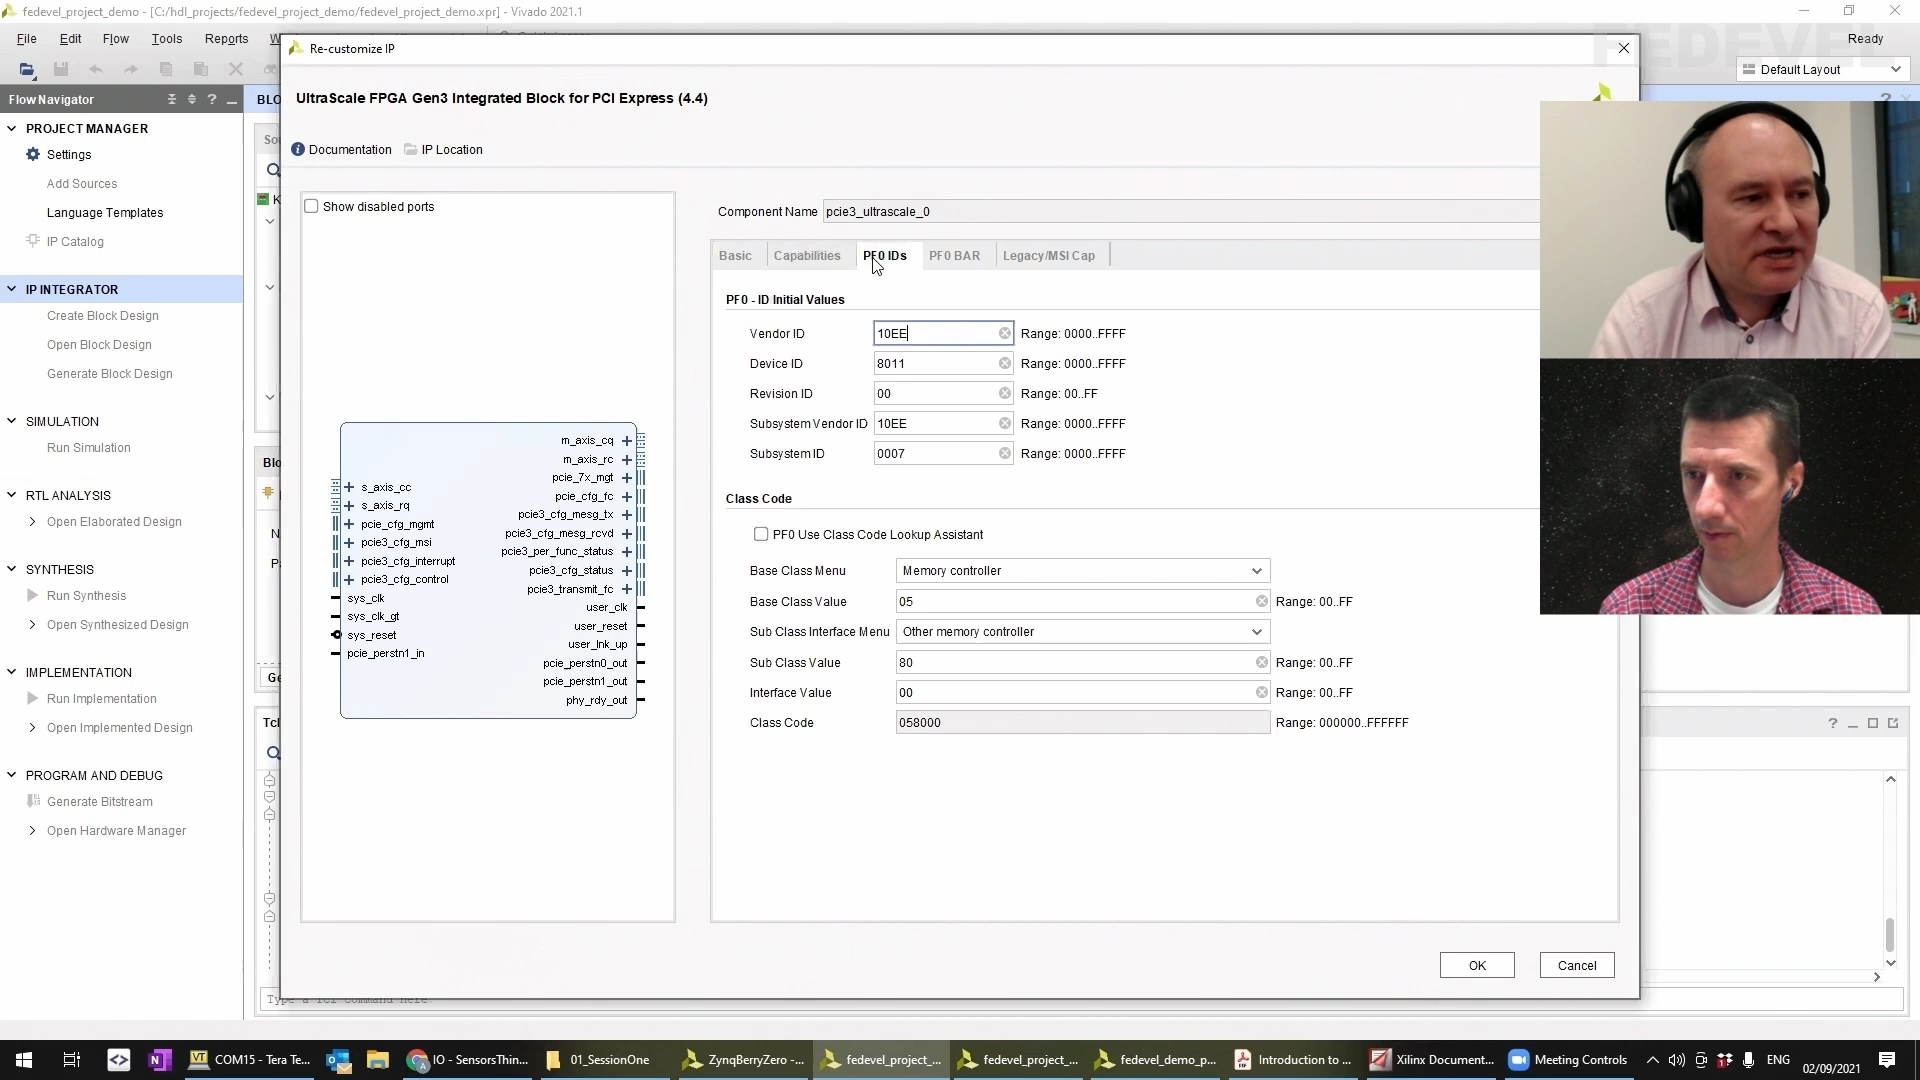 fedevel_project_demo - [C:/hdl_projects/fedevel_project_demo/fedevel_project_demo.xpr] - Vivado 2021.1
File Edit Flow Tools Reports
Ready
Re-customize IP
FEDEVEL
Default Layout
Flow Navigator
UltraScale FPGA Gen3 Integrated Block for PCI Express (4.4)
PROJECT MANAGER
Settings
Add Sources
Language Templates
IP Catalog
IP INTEGRATOR
Create Block Design
Open Block Design
Generate Block Design
SIMULATION
Run Simulation
RTL ANALYSIS
Open Elaborated Design
SYNTHESIS
Run Synthesis
Open Synthesized Design
IMPLEMENTATION
Run Implementation
Open Implemented Design
PROGRAM AND DEBUG
Generate Bitstream
Open Hardware Manager
Documentation IP Location
Show disabled ports
m_axis_cq
m_axis_rc
pcie_7x_mgt
s_axis_cc
pcie_cfg_fc
s_axis_rq
pcie3_cfg_mesg_tx
pcie_cfg_mgmt
pcie3_cfg_mesg_rcvd
pcie3_cfg_msi
pcie3_per_func_status
pcie3_cfg_interrupt
pcie3_cfg_status
pcie3_cfg_control
pcie3_transmit_fc
sys_clk
user_clk
sys_clk_gt
user_reset
sys_reset
user_lnk_up
pcie_perstn1_in
pcie_perstn0_out
pcie_perstn1_out
phy_rdy_out
Component Name pcie3_ultrascale_0
Basic Capabilities PF0 IDs PF0 BAR Legacy/MSI Cap
PF0 - ID Initial Values
Vendor ID 10EE Range: 0000..FFFF
Device ID 8011 Range: 0000..FFFF
Revision ID 00 Range: 00..FF
Subsystem Vendor ID 10EE Range: 0000..FFFF
Subsystem ID 0007 Range: 0000..FFFF
Class Code
PF0 Use Class Code Lookup Assistant
Base Class Menu Memory controller
Base Class Value 05 Range: 00..FF
Sub Class Interface Menu Other memory controller
Sub Class Value 80 Range: 00..FF
Interface Value 00 Range: 00..FF
Class Code 058000 Range: 000000..FFFFFF
OK Cancel
Type a Tcl command here
COM15 - Tera Te... IO - SensorsThin... 01_SessionOne ZynqBerryZero -... fedevel_project_... fedevel_project_... fedevel_demo_p... Introduction to ... Xilinx Document... Meeting Controls ENG 02/09/2021